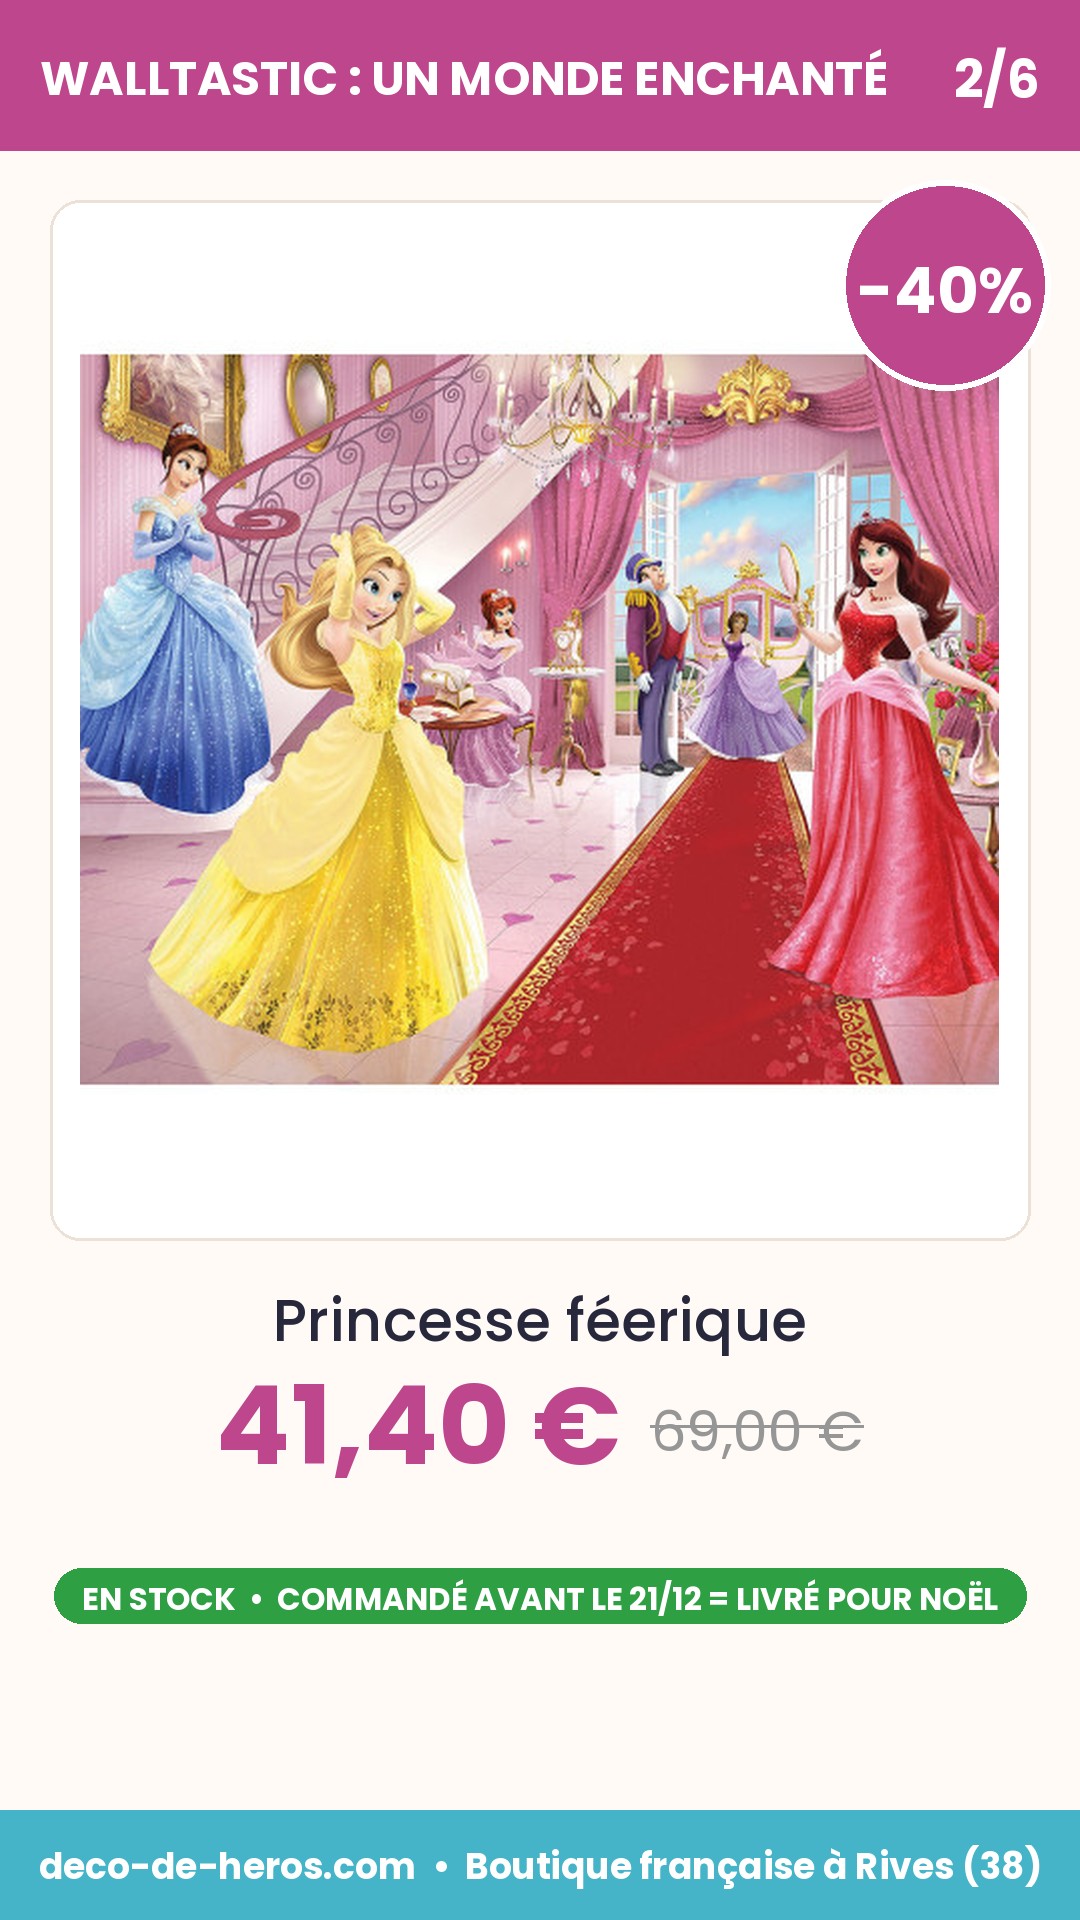 WALLTASTIC : UN MONDE ENCHANTÉ 2/6
-40%
Princesse féerique
41,40 € 69,00 €
EN STOCK • COMMANDÉ AVANT LE 21/12 = LIVRÉ POUR NOËL
deco-de-heros.com • Boutique française à Rives (38)